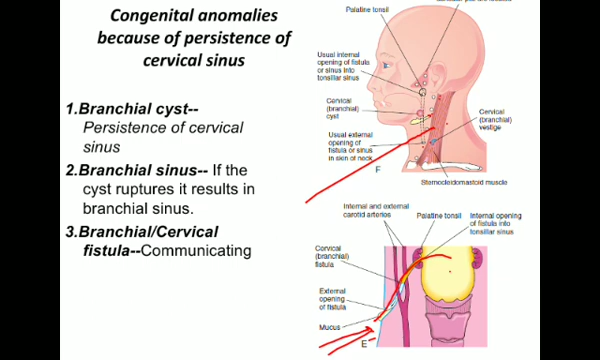 Congenital anomalies
because of persistence of
cervical sinus
1.Branchial cyst--
Persistence of cervical
sinus
2.Branchial sinus-- If the
cyst ruptures it results in
branchial sinus.
3.Branchial/Cervical
fistula--Communicating
Palatine tonsil
Usual internal
opening of fistula
or sinus into
tonsillar sinus
Cervical
(branchial)
cyst
Usual external
opening of
fistula or sinus
in skin of neck
Cervical
(branchial)
vestige
F
Sternocleidomastoid muscle
Internal and external
carotid arteries
Palatine tonsil
Internal opening
of fistula into
tonsillar sinus
Cervical
(branchial)
fistula
External
opening
of fistula
Mucus
E